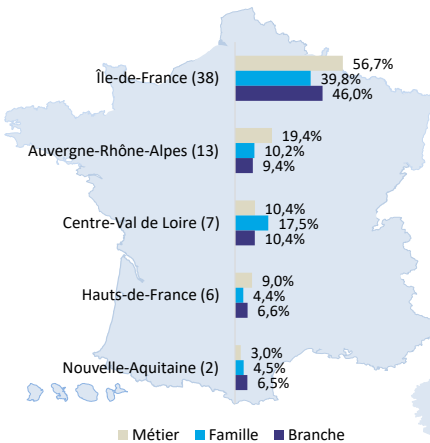 56,7%
Île-de-France (38) 39,8%
46,0%
19,4%
Auvergne-Rhône-Alpes (13) 10,2%
9,4%
10,4%
Centre-Val de Loire (7) 17,5%
10,4%
9,0%
Hauts-de-France (6) 4,4%
6,6%
3,0%
Nouvelle-Aquitaine (2) 4,5%
6,5%
Métier Famille Branche